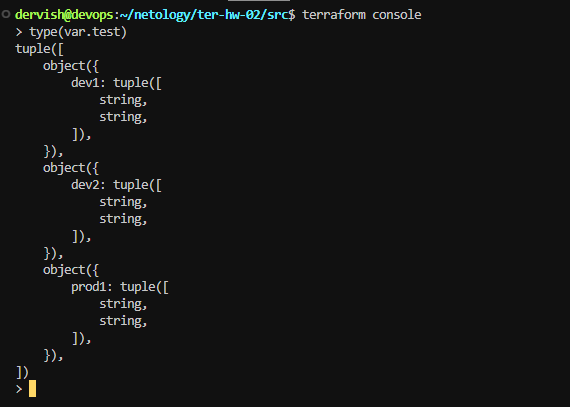 dervish@devops:~/netology/ter-hw-02/src$ terraform console
> type(var.test)
tuple([
    object({
        dev1: tuple([
            string,
            string,
        ]),
    }),
    object({
        dev2: tuple([
            string,
            string,
        ]),
    }),
    object({
        prod1: tuple([
            string,
            string,
        ]),
    }),
])
>